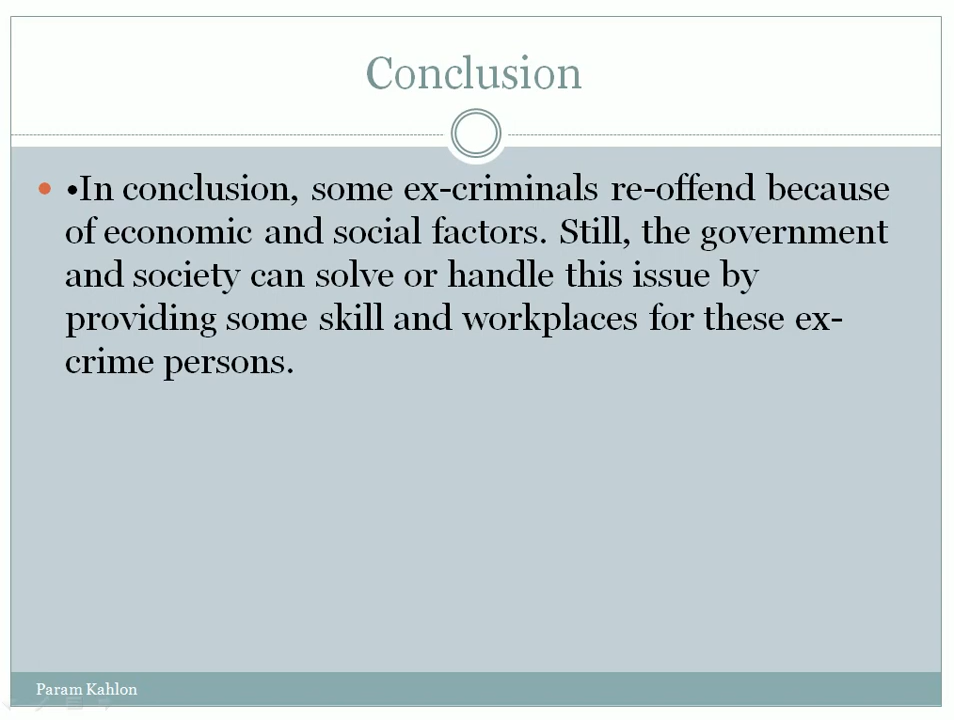 Conclusion
•In conclusion, some ex-criminals re-offend because
of economic and social factors. Still, the government
and society can solve or handle this issue by
providing some skill and workplaces for these ex-
crime persons.
Param Kahlon